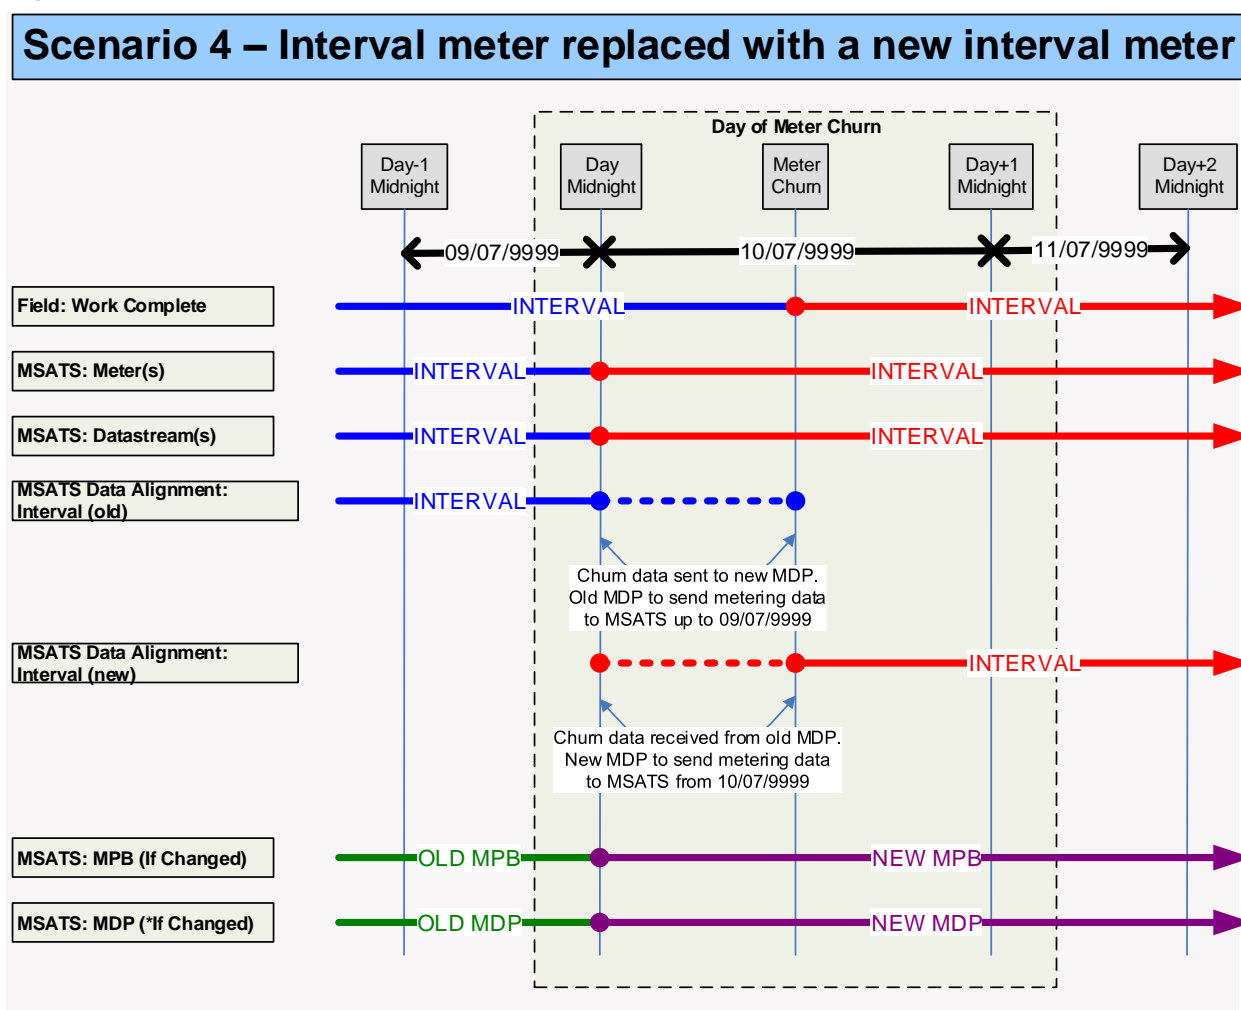 Scenario 4 – Interval meter replaced with a new interval meter
Day of Meter Churn
Day-1
Midnight
Day
Midnight
Meter
Churn
Day+1
Midnight
Day+2
Midnight
09/07/9999
10/07/9999
11/07/9999
Field: Work Complete
INTERVAL
INTERVAL
MSATS: Meter(s)
INTERVAL
INTERVAL
MSATS: Datastream(s)
INTERVAL
INTERVAL
MSATS Data Alignment:
Interval (old)
INTERVAL
Churn data sent to new MDP.
Old MDP to send metering data
to MSATS up to 09/07/9999
MSATS Data Alignment:
Interval (new)
INTERVAL
Churn data received from old MDP.
New MDP to send metering data
to MSATS from 10/07/9999
MSATS: MPB (If Changed)
OLD MPB
NEW MPB
MSATS: MDP (*If Changed)
OLD MDP
NEW MDP